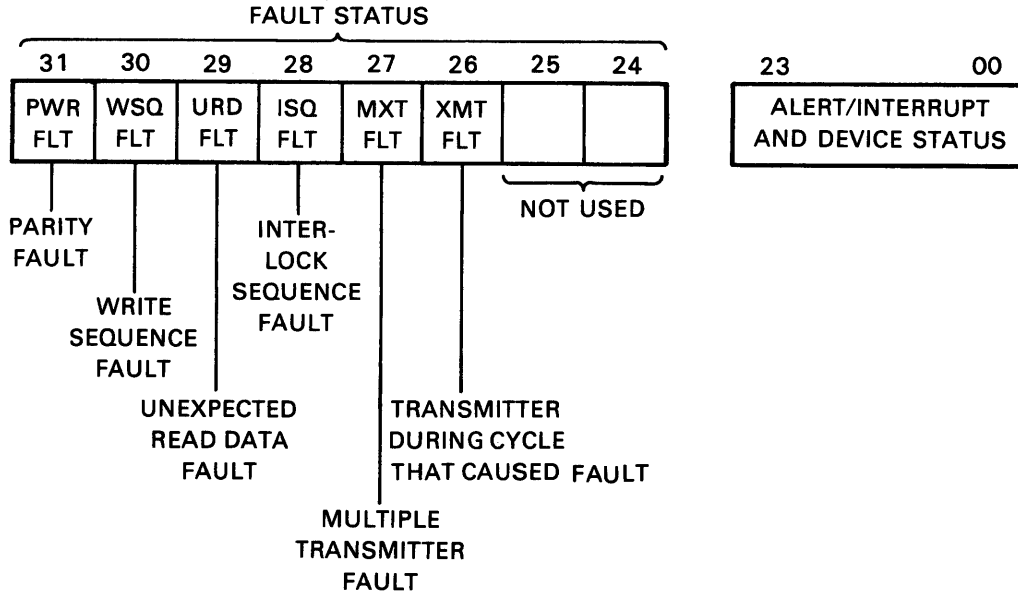 FAULT STATUS
31 30 29 28 27 26 25 24 23 00
PWR FLT WSQ FLT URD FLT ISQ FLT MXT FLT XMT FLT
ALERT/INTERRUPT
AND DEVICE STATUS
NOT USED
PARITY
FAULT
WRITE
SEQUENCE
FAULT
UNEXPECTED
READ DATA
FAULT
INTER-
LOCK
SEQUENCE
FAULT
MULTIPLE
TRANSMITTER
FAULT
TRANSMITTER
DURING CYCLE
THAT CAUSED FAULT